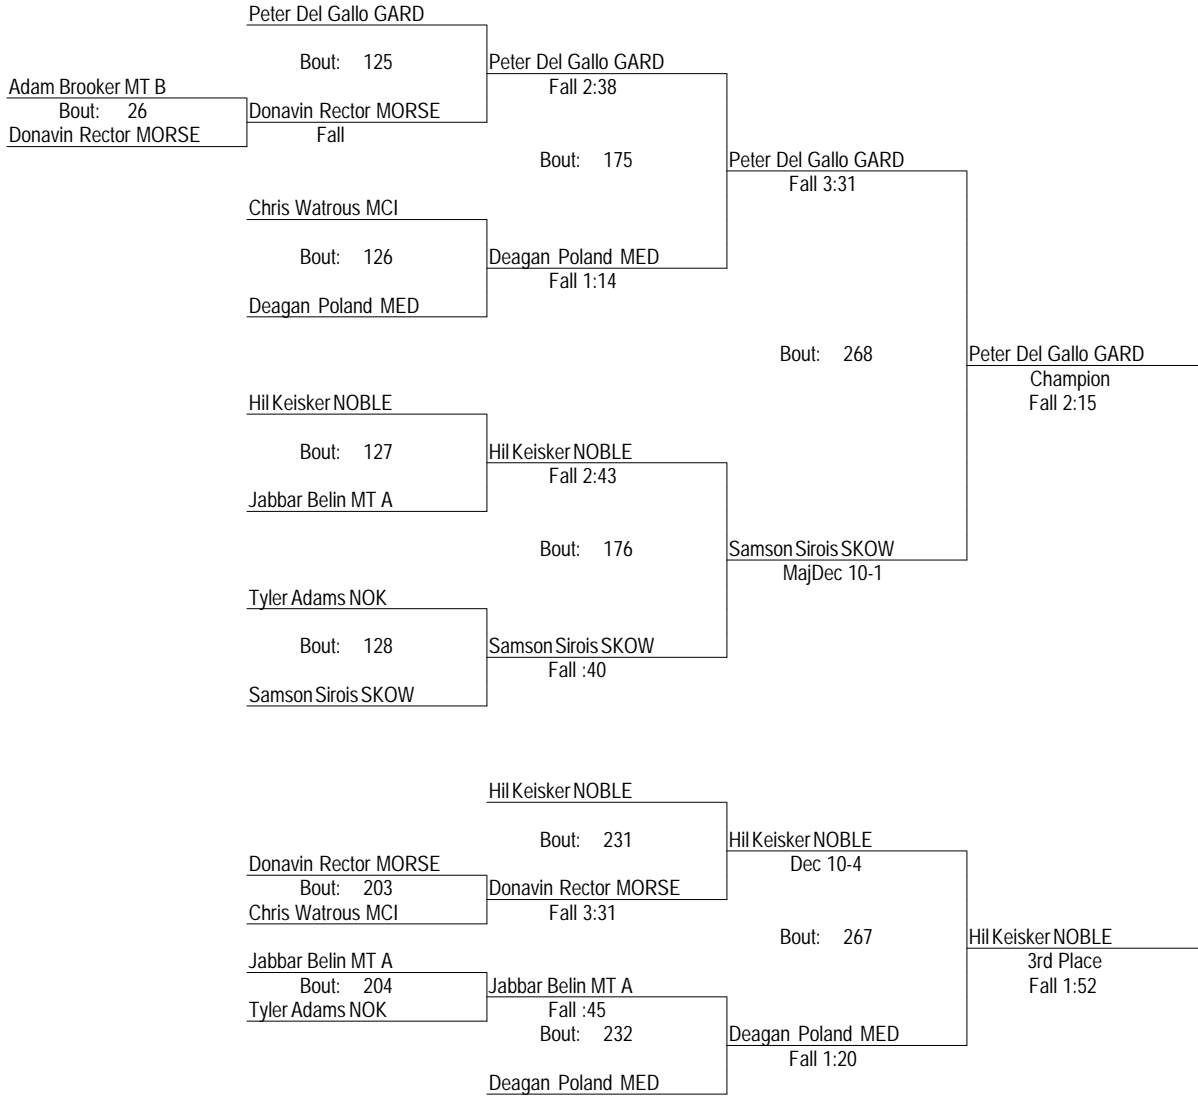 Peter Del Gallo GARD
Bout: 125
Peter Del Gallo GARD
Fall 2:38
Adam Brooker MT B
Bout: 26
Donavin Rector MORSE
Donavin Rector MORSE
Fall
Bout: 175
Peter Del Gallo GARD
Fall 3:31
Chris Watrous MCI
Bout: 126
Deagan Poland MED
Fall 1:14
Deagan Poland MED
Bout: 268
Peter Del Gallo GARD
Champion
Fall 2:15
Hil Keisker NOBLE
Bout: 127
Hil Keisker NOBLE
Fall 2:43
Jabbar Belin MT A
Bout: 176
Samson Sirois SKOW
MajDec 10-1
Tyler Adams NOK
Bout: 128
Samson Sirois SKOW
Fall :40
Samson Sirois SKOW
Hil Keisker NOBLE
Bout: 231
Hil Keisker NOBLE
Dec 10-4
Donavin Rector MORSE
Bout: 203
Donavin Rector MORSE
Chris Watrous MCI
Fall 3:31
Bout: 267
Hil Keisker NOBLE
3rd Place
Fall 1:52
Jabbar Belin MT A
Bout: 204
Jabbar Belin MT A
Tyler Adams NOK
Fall :45
Bout: 232
Deagan Poland MED
Fall 1:20
Deagan Poland MED